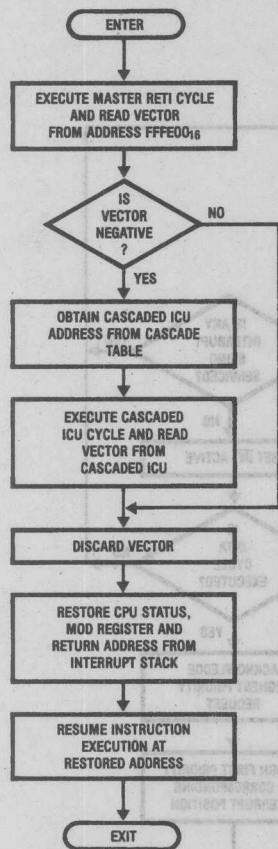 ENTER
EXECUTE MASTER RETI CYCLE
AND READ VECTOR
FROM ADDRESS FFFE00₁₆
IS
VECTOR
NEGATIVE
?
NO
YES
OBTAIN CASCADED ICU
ADDRESS FROM CASCADE
TABLE
EXECUTE CASCADED
ICU CYCLE AND READ
VECTOR FROM
CASCADED ICU
DISCARD VECTOR
RESTORE CPU STATUS,
MOD REGISTER AND
RETURN ADDRESS FROM
INTERRUPT STACK
RESUME INSTRUCTION
EXECUTION AT
RESTORED ADDRESS
EXIT